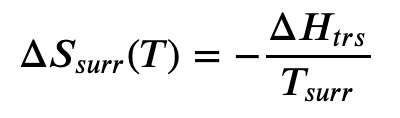 ΔS_surr(T) = −ΔH_trs / T_surr